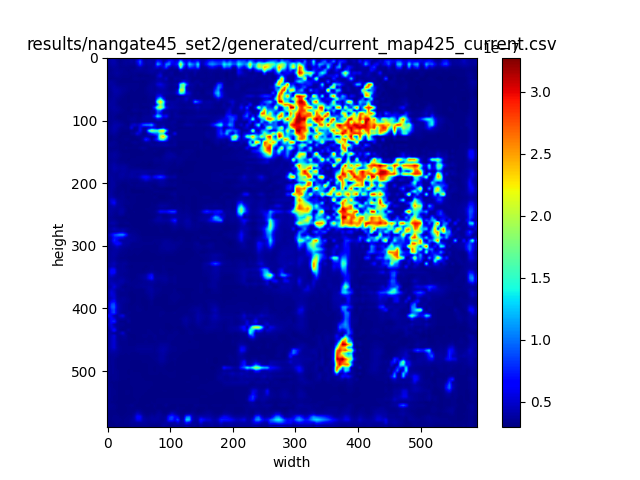 results/nangate45_set2/generated/current_map425_current.csv
1e−7
0
100
200
300
400
500
height
0 100 200 300 400 500
width
3.0
2.5
2.0
1.5
1.0
0.5